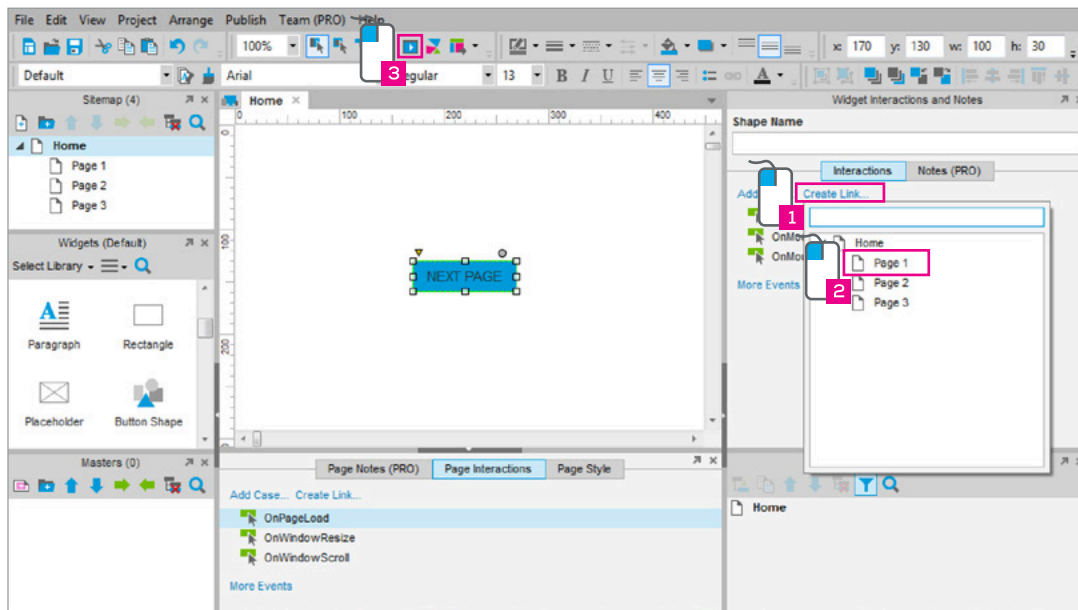 File Edit View Project Arrange Publish Team (PRO) Help
100% x: 170 y: 130 w: 100 h: 30
3
Default Arial 13 B I U A
Sitemap (4)
Home
Page 1
Page 2
Page 3
Widgets (Default)
Select Library
Paragraph Rectangle
Placeholder Button Shape
Masters (0)
Home
0 100 200 300 400
0
100
200
NEXT PAGE
Page Notes (PRO) Page Interactions Page Style
Add Case... Create Link...
OnPageLoad
OnWindowResize
OnWindowScroll
More Events
Widget Interactions and Notes
Shape Name
Interactions Notes (PRO)
Create Link...
1
Home
Page 1
2
Page 2
Page 3
More Events
Home